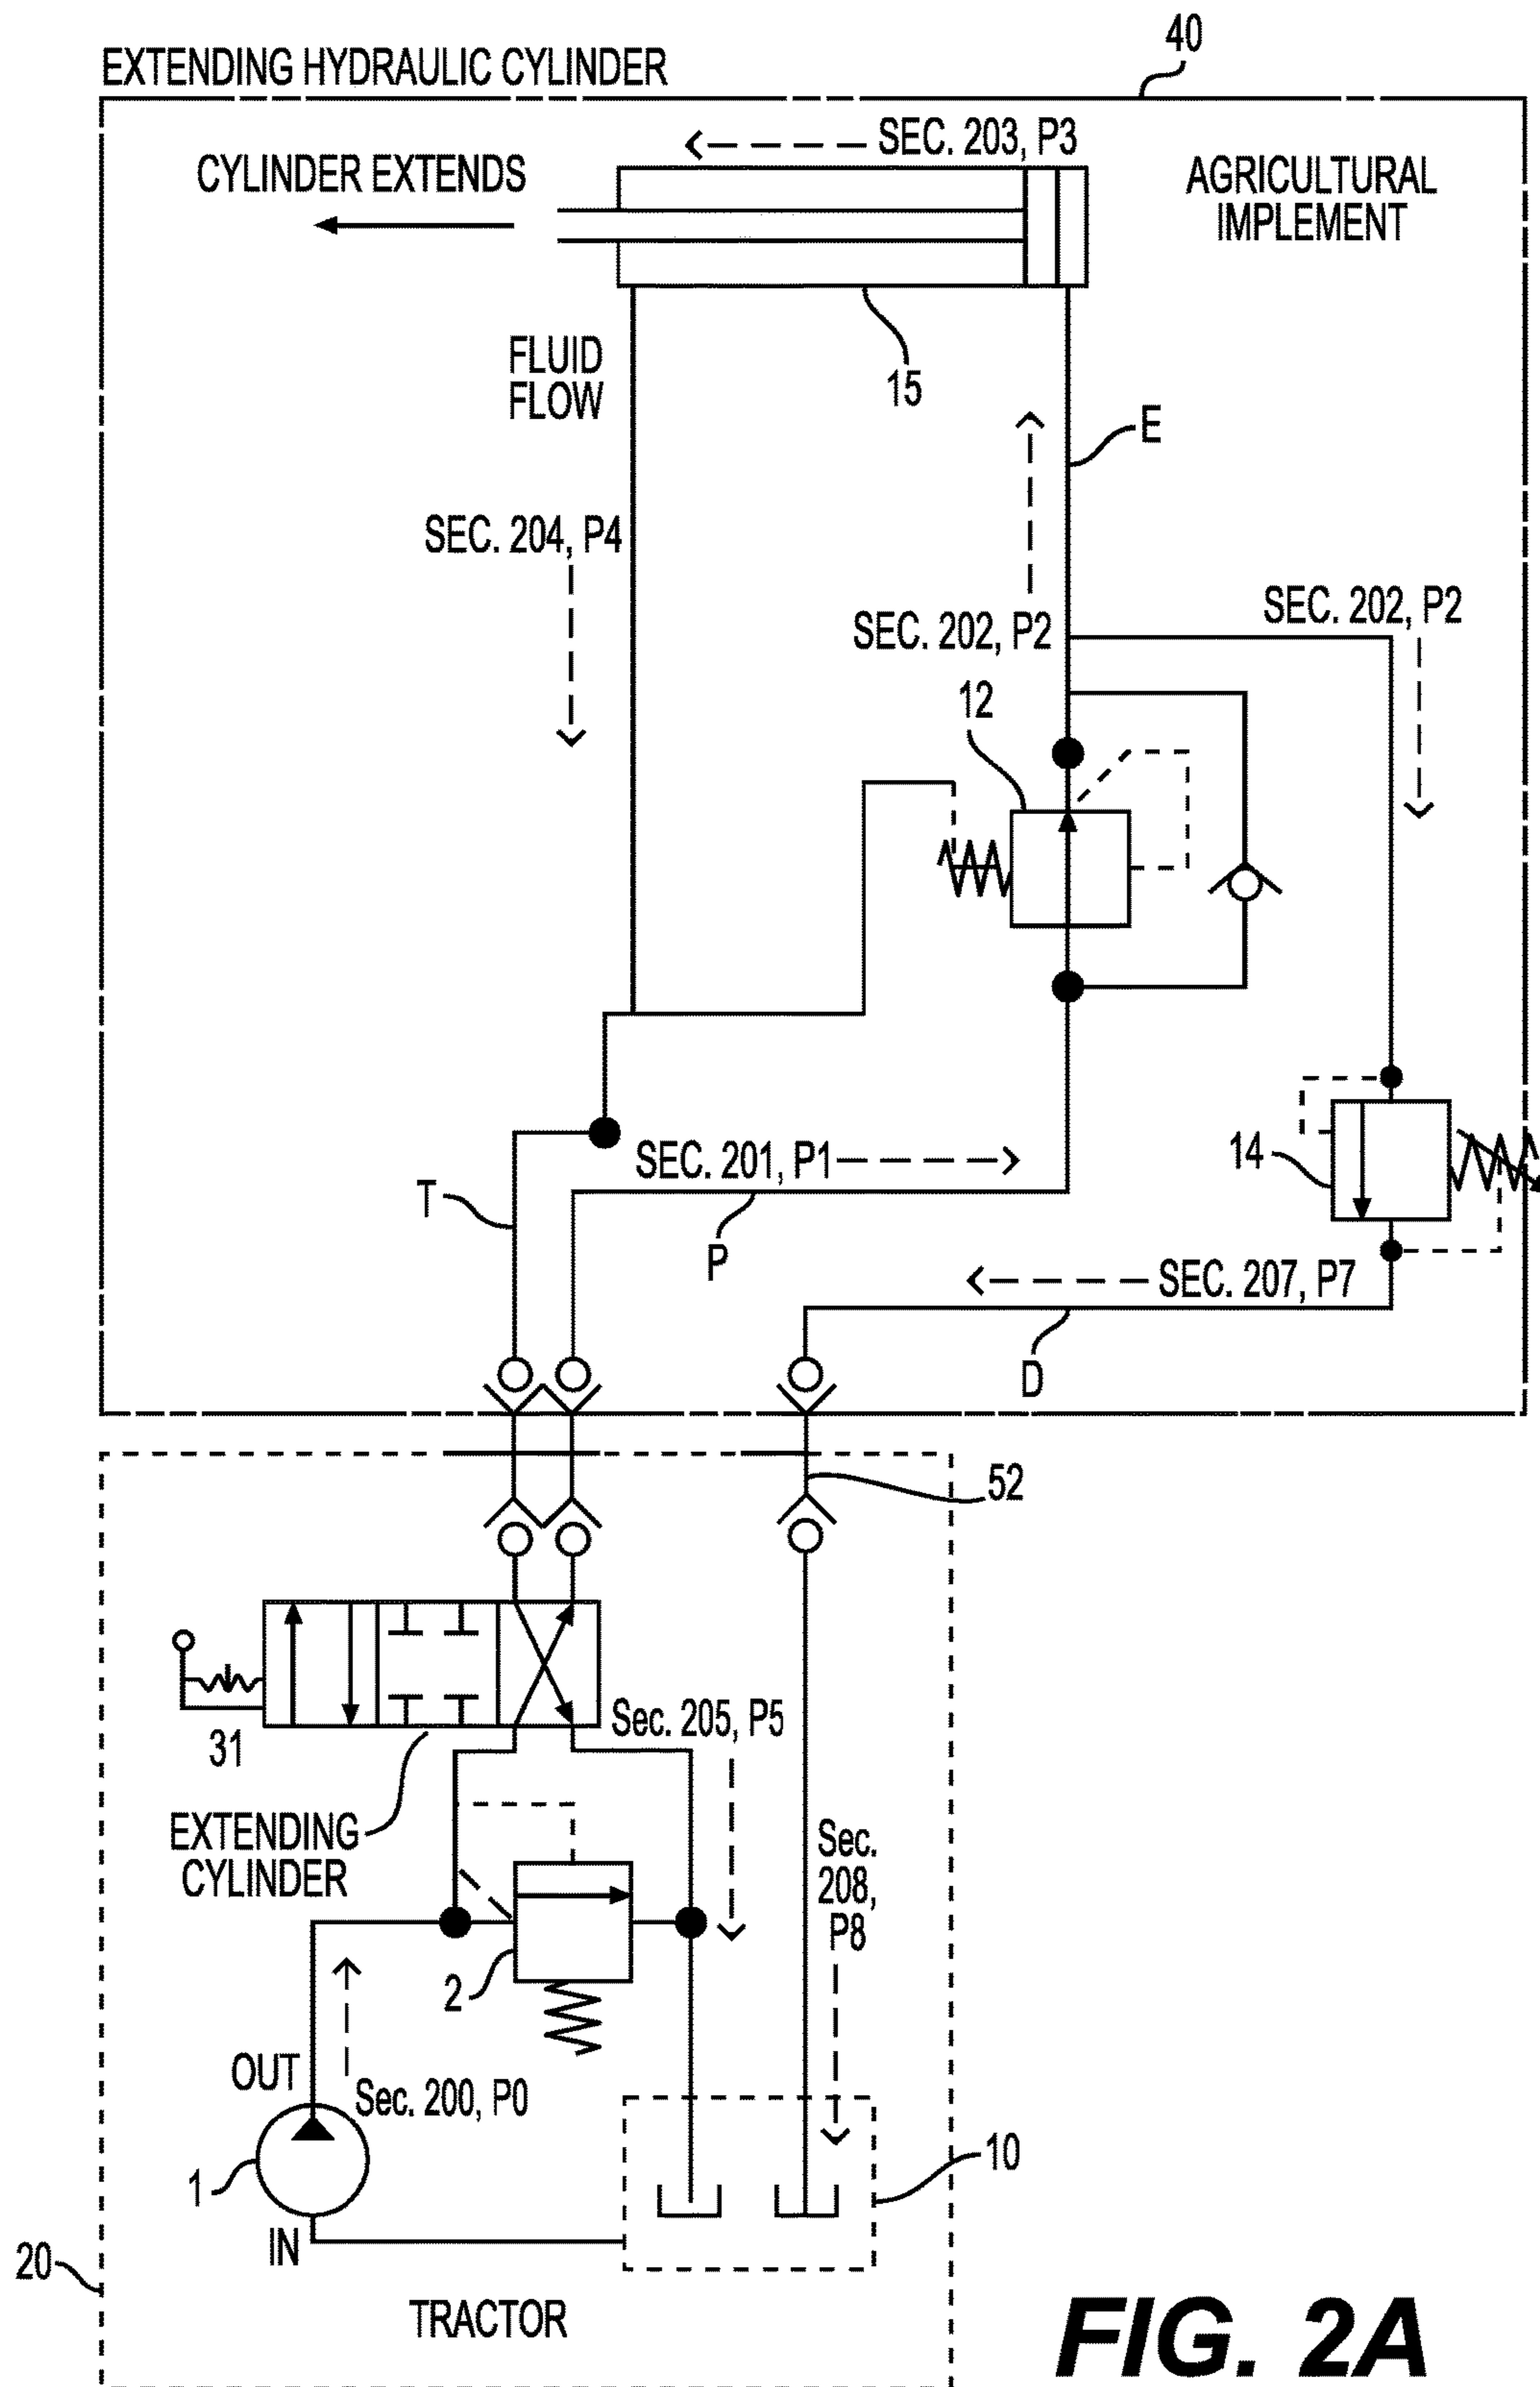 40
EXTENDING HYDRAULIC CYLINDER
SEC. 203, P3
CYLINDER EXTENDS
AGRICULTURAL
IMPLEMENT
FLUID
FLOW
15
E
SEC. 204, P4
SEC. 202, P2
SEC. 202, P2
12
SEC. 201, P1
14
T
P
SEC. 207, P7
D
52
31
Sec. 205, P5
EXTENDING
CYLINDER
Sec.
208,
P8
2
OUT
Sec. 200, P0
1
10
IN
20
TRACTOR
FIG. 2A